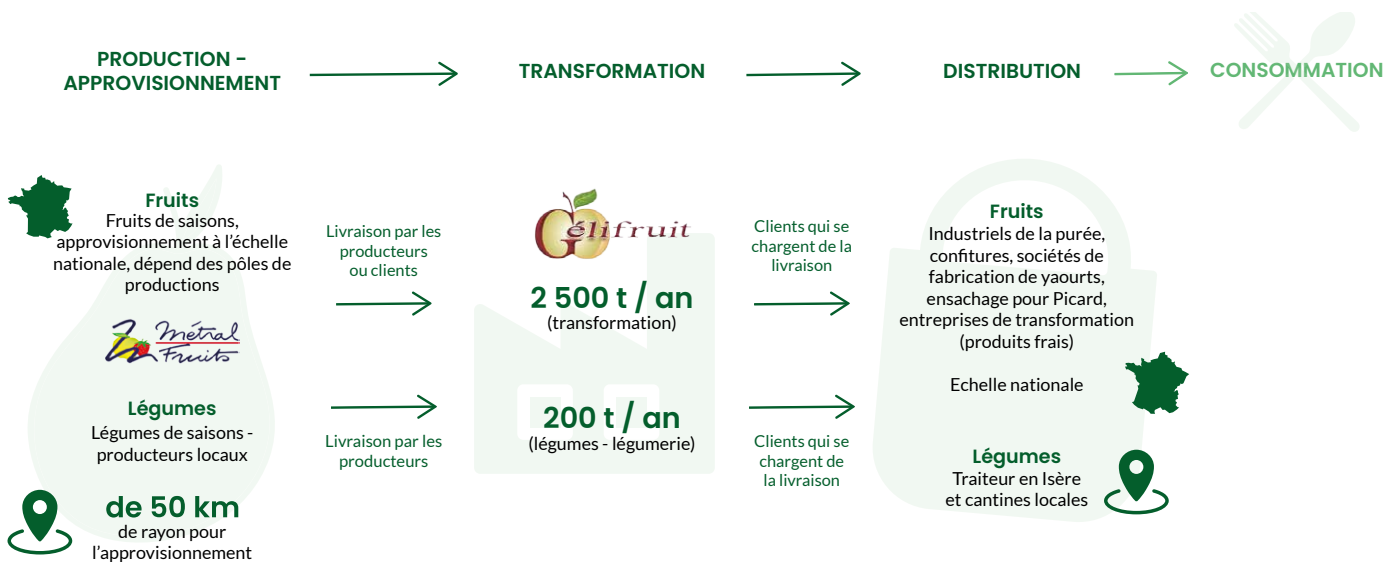 PRODUCTION -
APPROVISIONNEMENT
TRANSFORMATION
DISTRIBUTION
CONSOMMATION
Fruits
Fruits de saisons,
approvisionnement à l'échelle
nationale, dépend des pôles de
productions
Métral
Fruits
Légumes
Légumes de saisons -
producteurs locaux
de 50 km
de rayon pour
l'approvisionnement
Livraison par les
producteurs
ou clients
Livraison par les
producteurs
Gélifruit
2 500 t / an
(transformation)
200 t / an
(légumes - légumerie)
Clients qui se
chargent de la
livraison
Clients qui se
chargent de
la livraison
Fruits
Industriels de la purée,
confitures, sociétés de
fabrication de yaourts,
ensachage pour Picard,
entreprises de transformation
(produits frais)
Echelle nationale
Légumes
Traiteur en Isère
et cantines locales